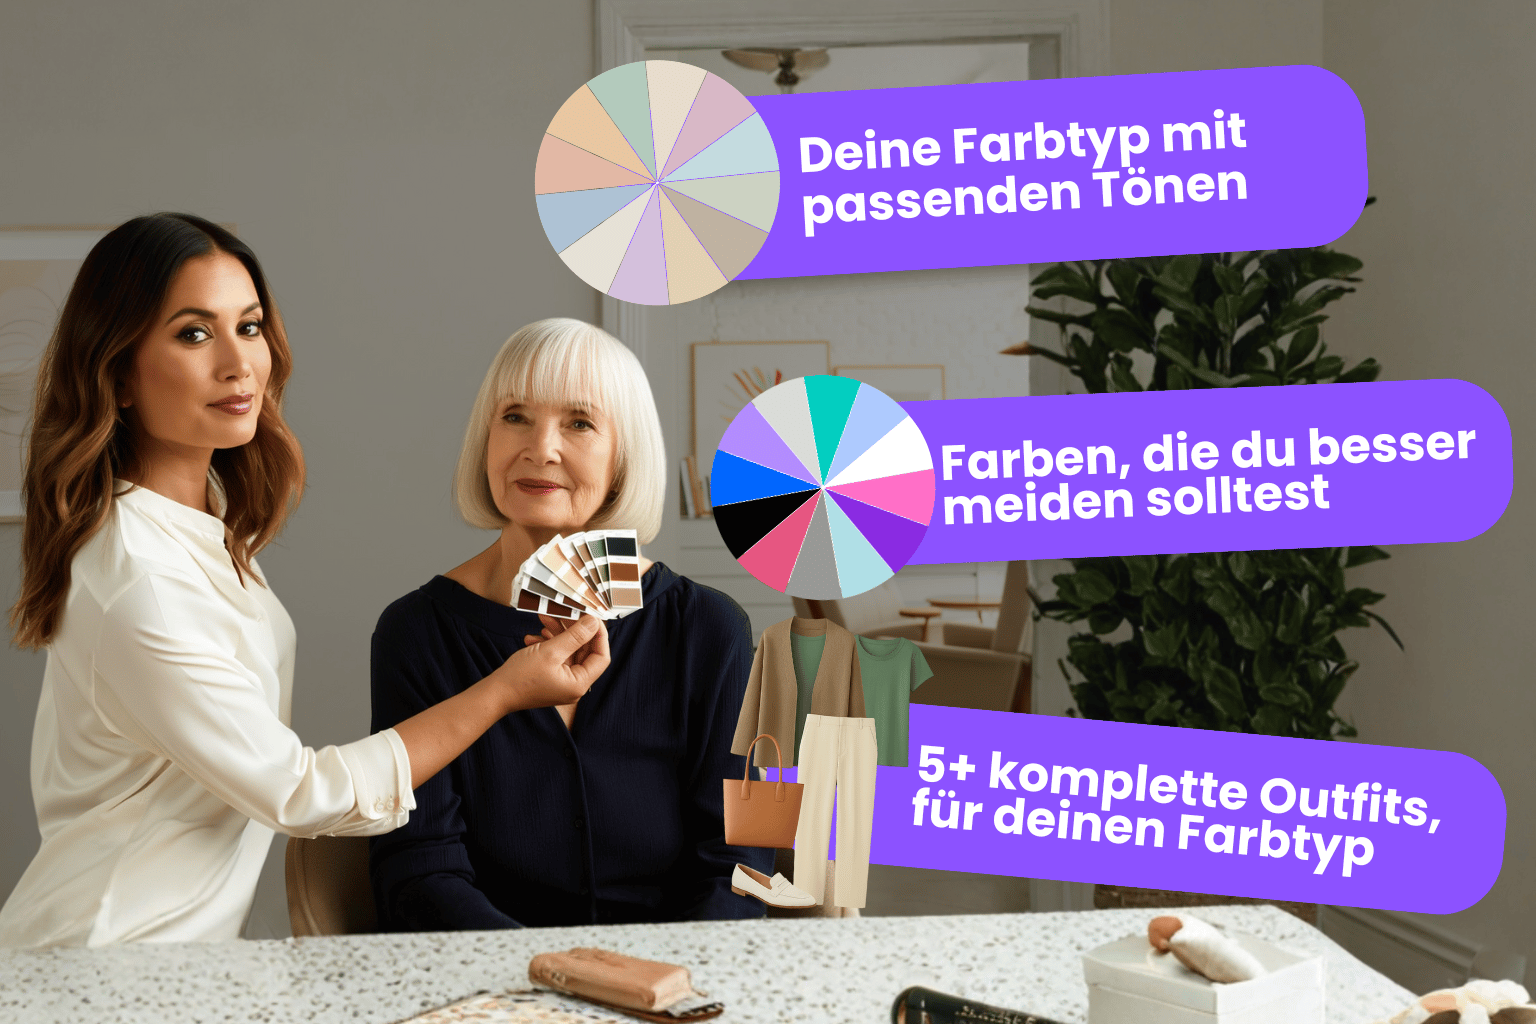 Deine Farbtyp mit
passenden Tönen
Farben, die du besser
meiden solltest
5+ komplette Outfits,
für deinen Farbtyp